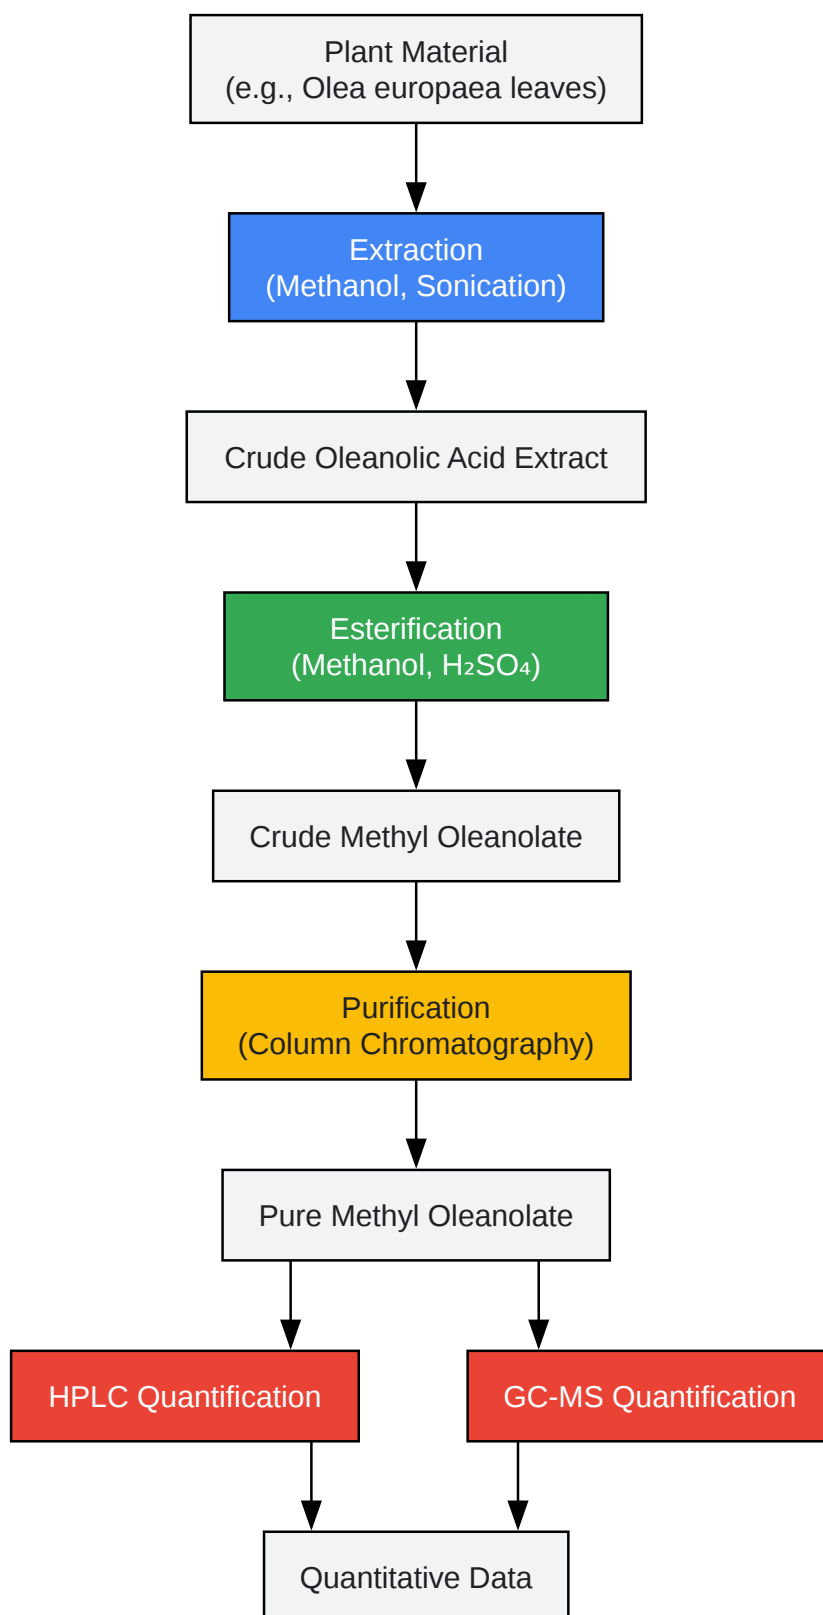 Plant Material
(e.g., Olea europaea leaves)
Extraction
(Methanol, Sonication)
Crude Oleanolic Acid Extract
Esterification
(Methanol, H₂SO₄)
Crude Methyl Oleanolate
Purification
(Column Chromatography)
Pure Methyl Oleanolate
HPLC Quantification
GC-MS Quantification
Quantitative Data